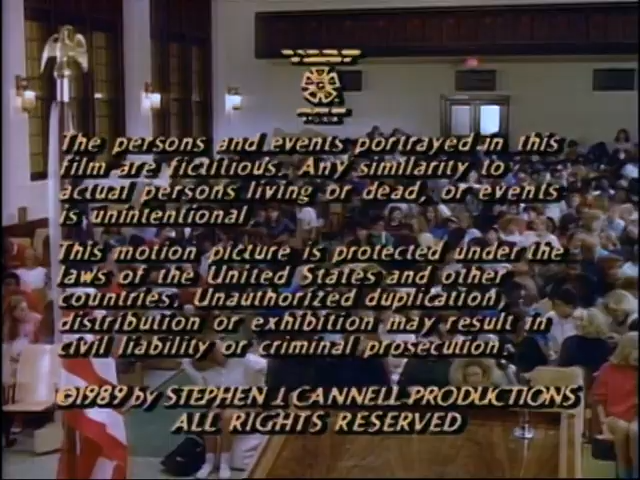 The persons and events portrayed in this
film are fictitious. Any similarity to
actual persons living or dead, or events
is unintentional.
This motion picture is protected under the
laws of the United States and other
countries. Unauthorized duplication,
distribution or exhibition may result in
civil liability or criminal prosecution.
©1989 by STEPHEN J. CANNELL PRODUCTIONS
ALL RIGHTS RESERVED